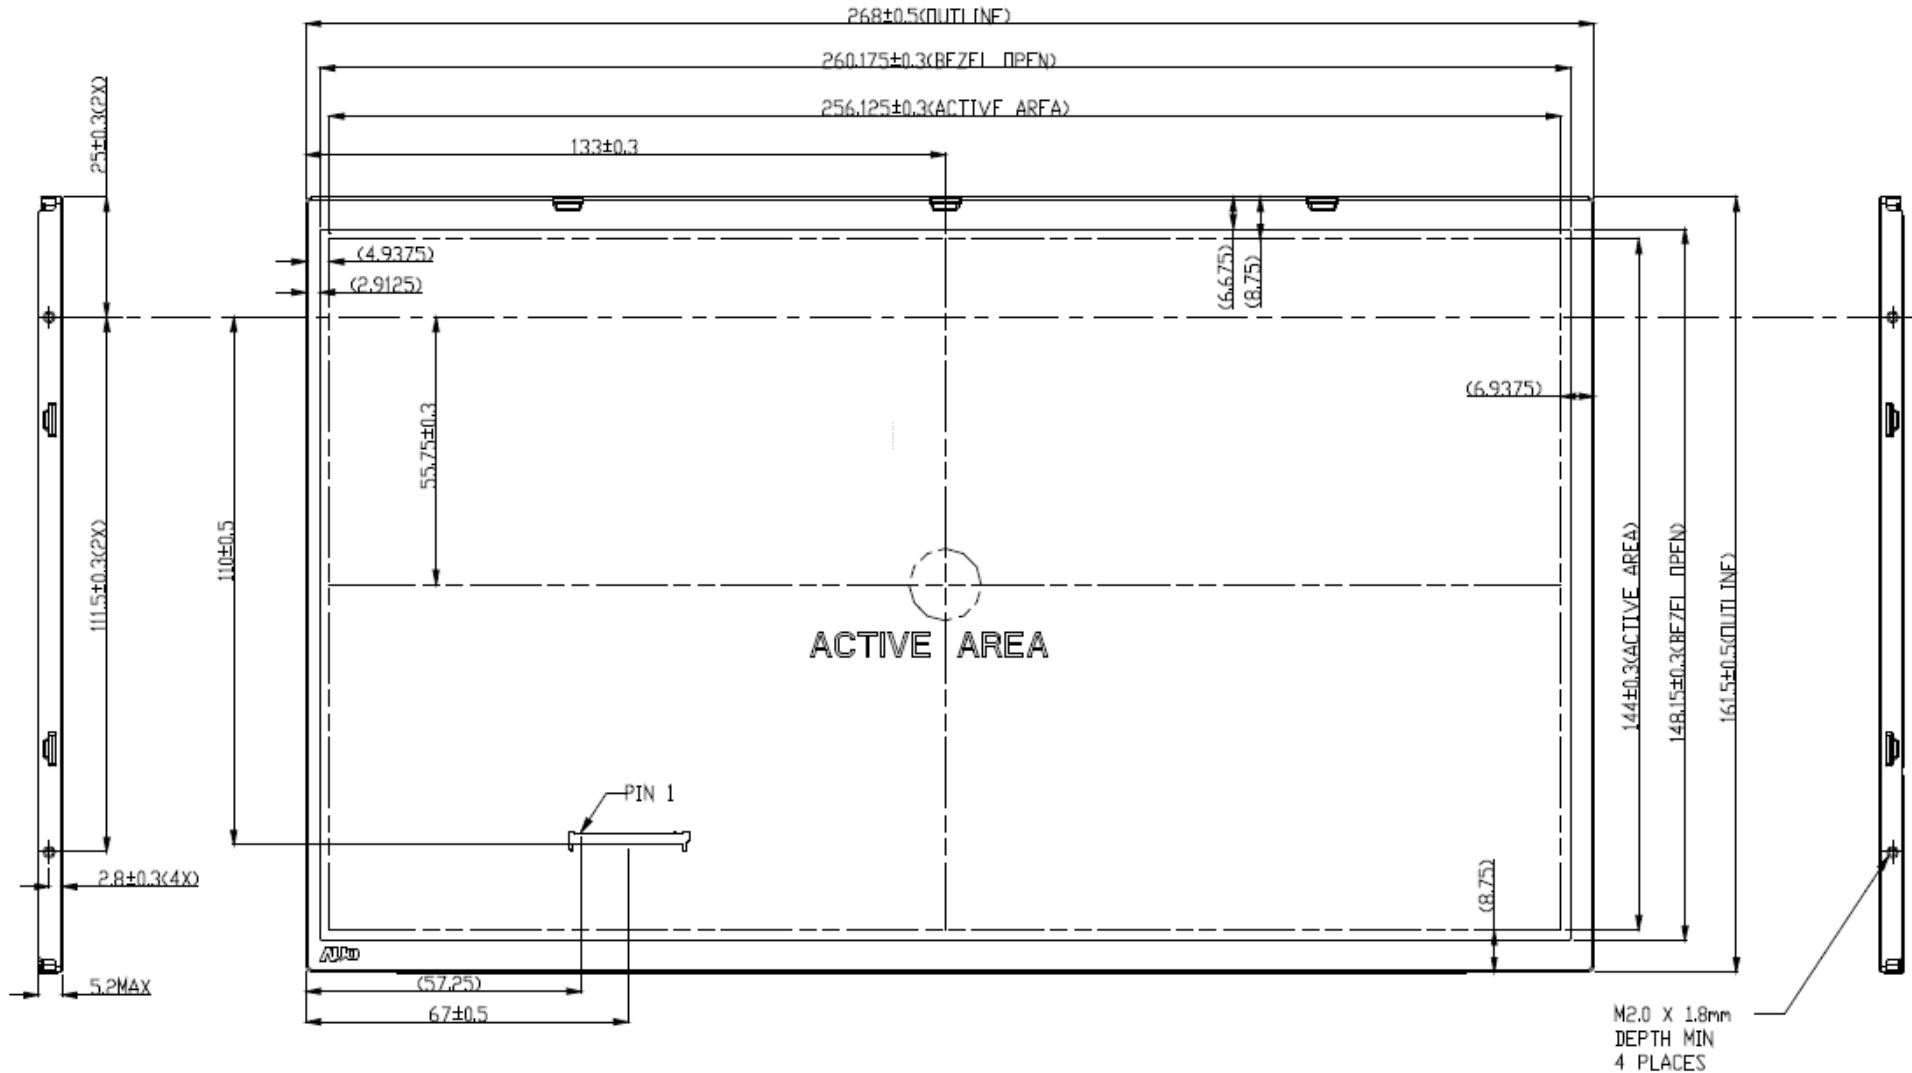 268±0.5(OUTLINE)
260.175±0.3(BEZEL OPEN)
256.125±0.3(ACTIVE AREA)
133±0.3
25±0.3(2X)
(4.9375)
(2.9125)
(6.675)
(8.75)
(6.9375)
55.75±0.3
110±0.5
111.5±0.3(2X)
144±0.3(ACTIVE AREA)
148.15±0.3(BEZEL OPEN)
161.5±0.5(OUTLINE)
ACTIVE AREA
PIN 1
2.8±0.3(4X)
(8.75)
AUO
5.2MAX
(57.25)
67±0.5
M2.0 X 1.8mm
DEPTH MIN
4 PLACES